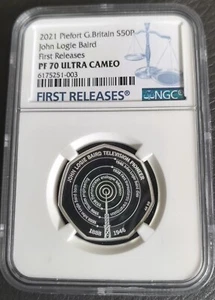 2021 Piefort G.Britain S50P
John Logie Baird
First Releases
PF 70 ULTRA CAMEO
6175251-003
FIRST RELEASES
NGC
JOHN LOGIE BAIRD TELEVISION PIONEER
1888 1946